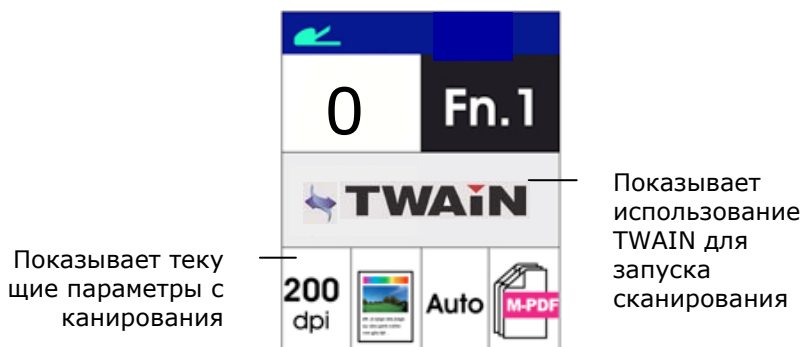 0
Fn.1
TWAiN
Показывает
использование
TWAIN для
запуска
сканирования
Показывает теку
щие параметры с
канирования
200
dpi
Auto
M-PDF